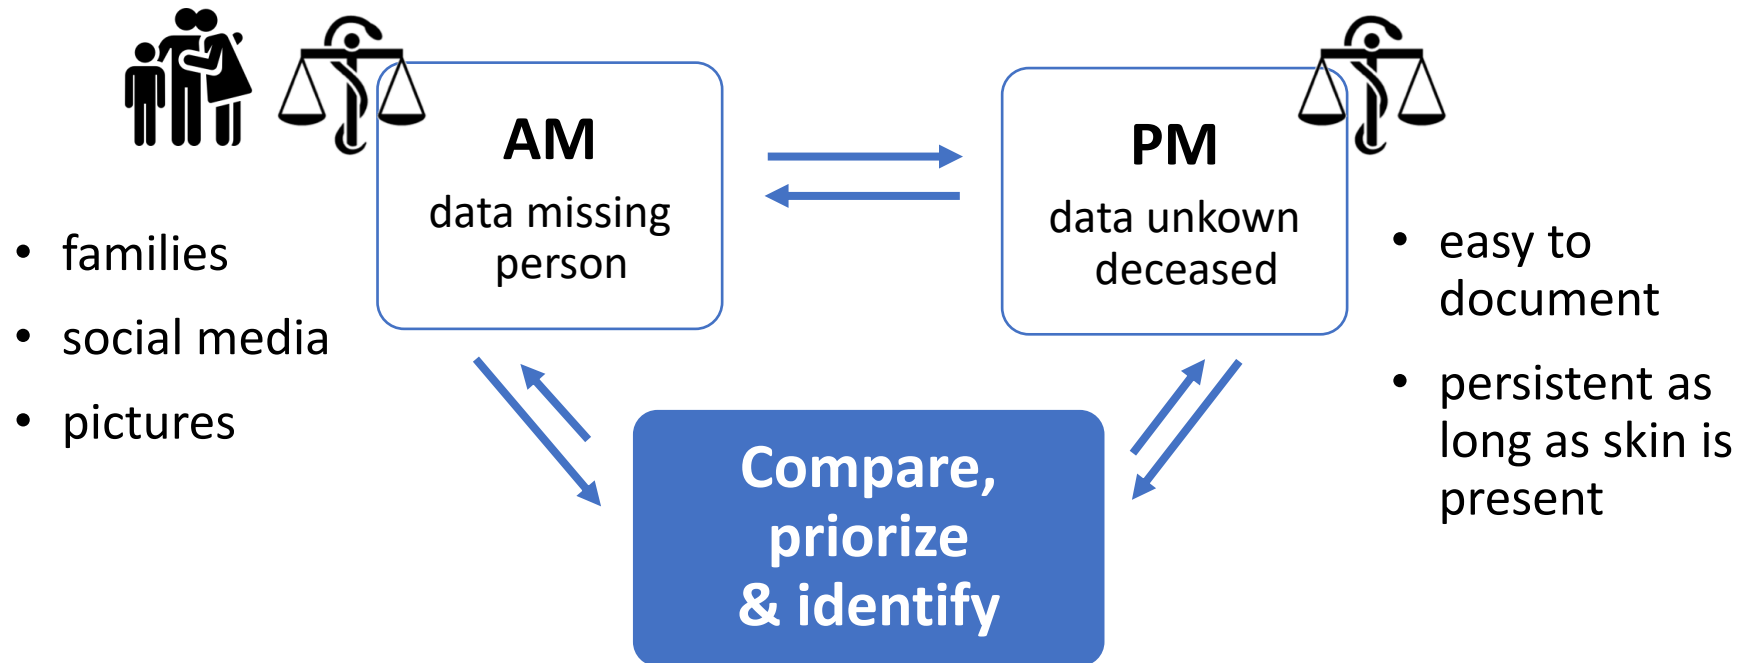 AM
data missing
person
• families
• social media
• pictures
PM
data unkown
deceased
• easy to
document
• persistent as
long as skin is
present
Compare,
priorize
& identify